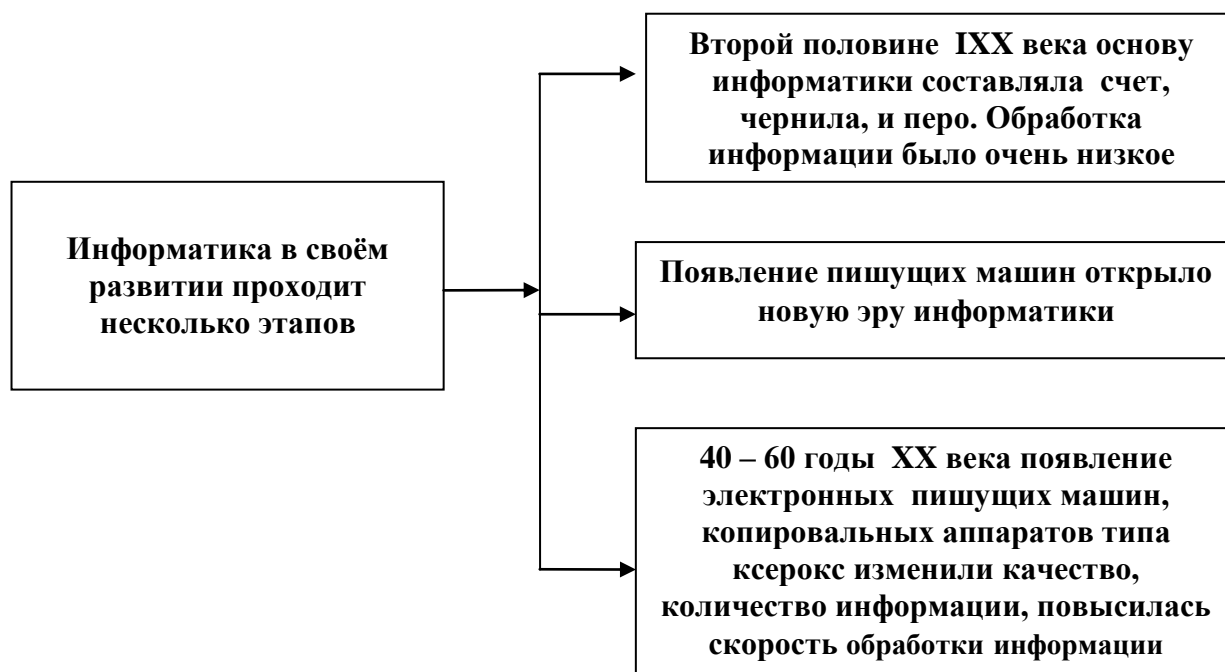 Информатика в своём
развитии проходит
несколько этапов
Второй половине IXX века основу
информатики составляла счет,
чернила, и перо. Обработка
информации было очень низкое
Появление пишущих машин открыло
новую эру информатики
40 – 60 годы XX века появление
электронных пишущих машин,
копировальных аппаратов типа
ксерокс изменили качество,
количество информации, повысилась
скорость обработки информации